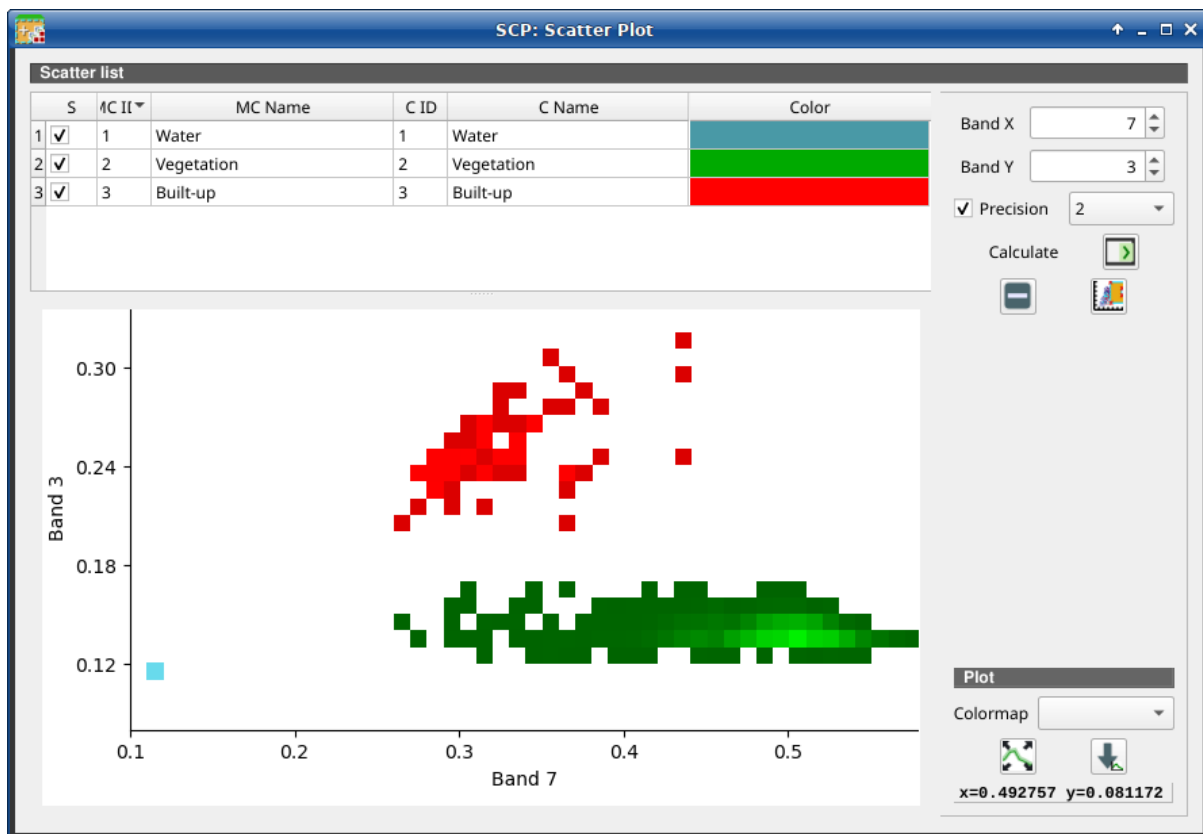 SCP: Scatter Plot
Scatter list
S MC ID MC Name C ID C Name Color
1 1 Water 1 Water
2 2 Vegetation 2 Vegetation
3 3 Built-up 3 Built-up
Band X 7
Band Y 3
Precision 2
Calculate
0.30
0.24
0.18
0.12
Band 3
0.1 0.2 0.3 0.4 0.5
Band 7
Plot
Colormap
x=0.492757 y=0.081172